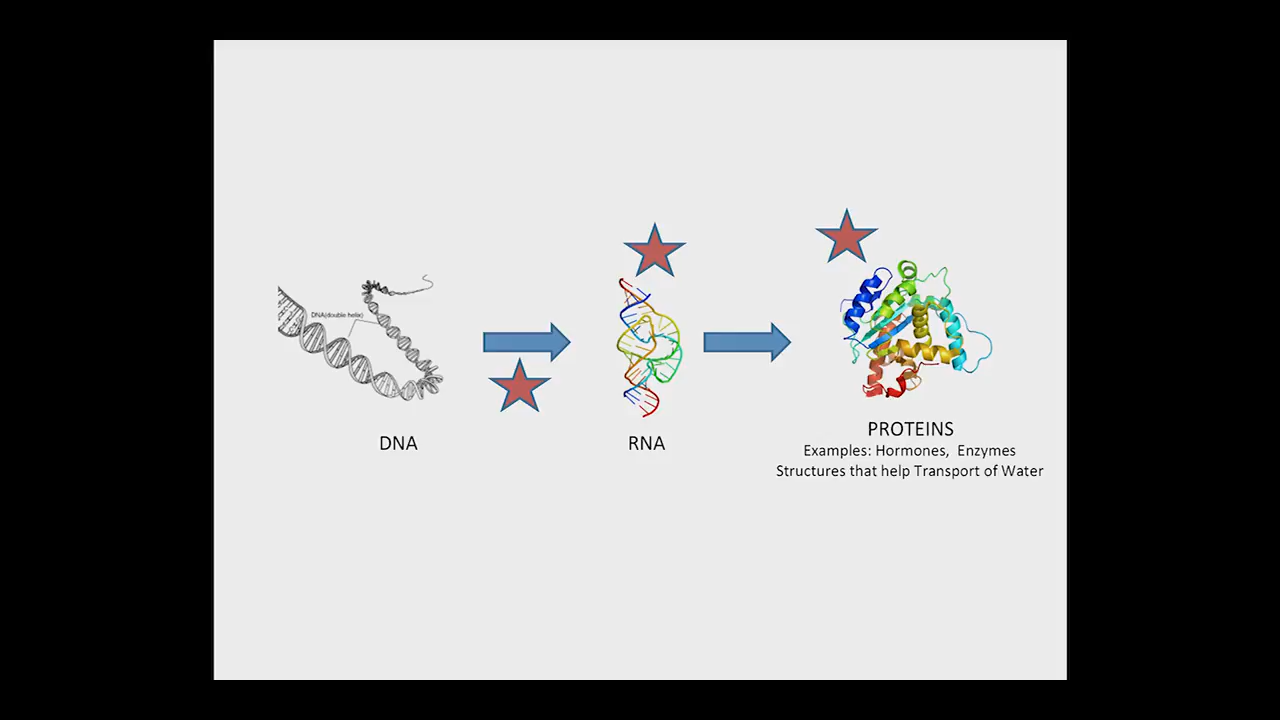 DNA(double helix)
DNA
RNA
PROTEINS
Examples: Hormones, Enzymes
Structures that help Transport of Water